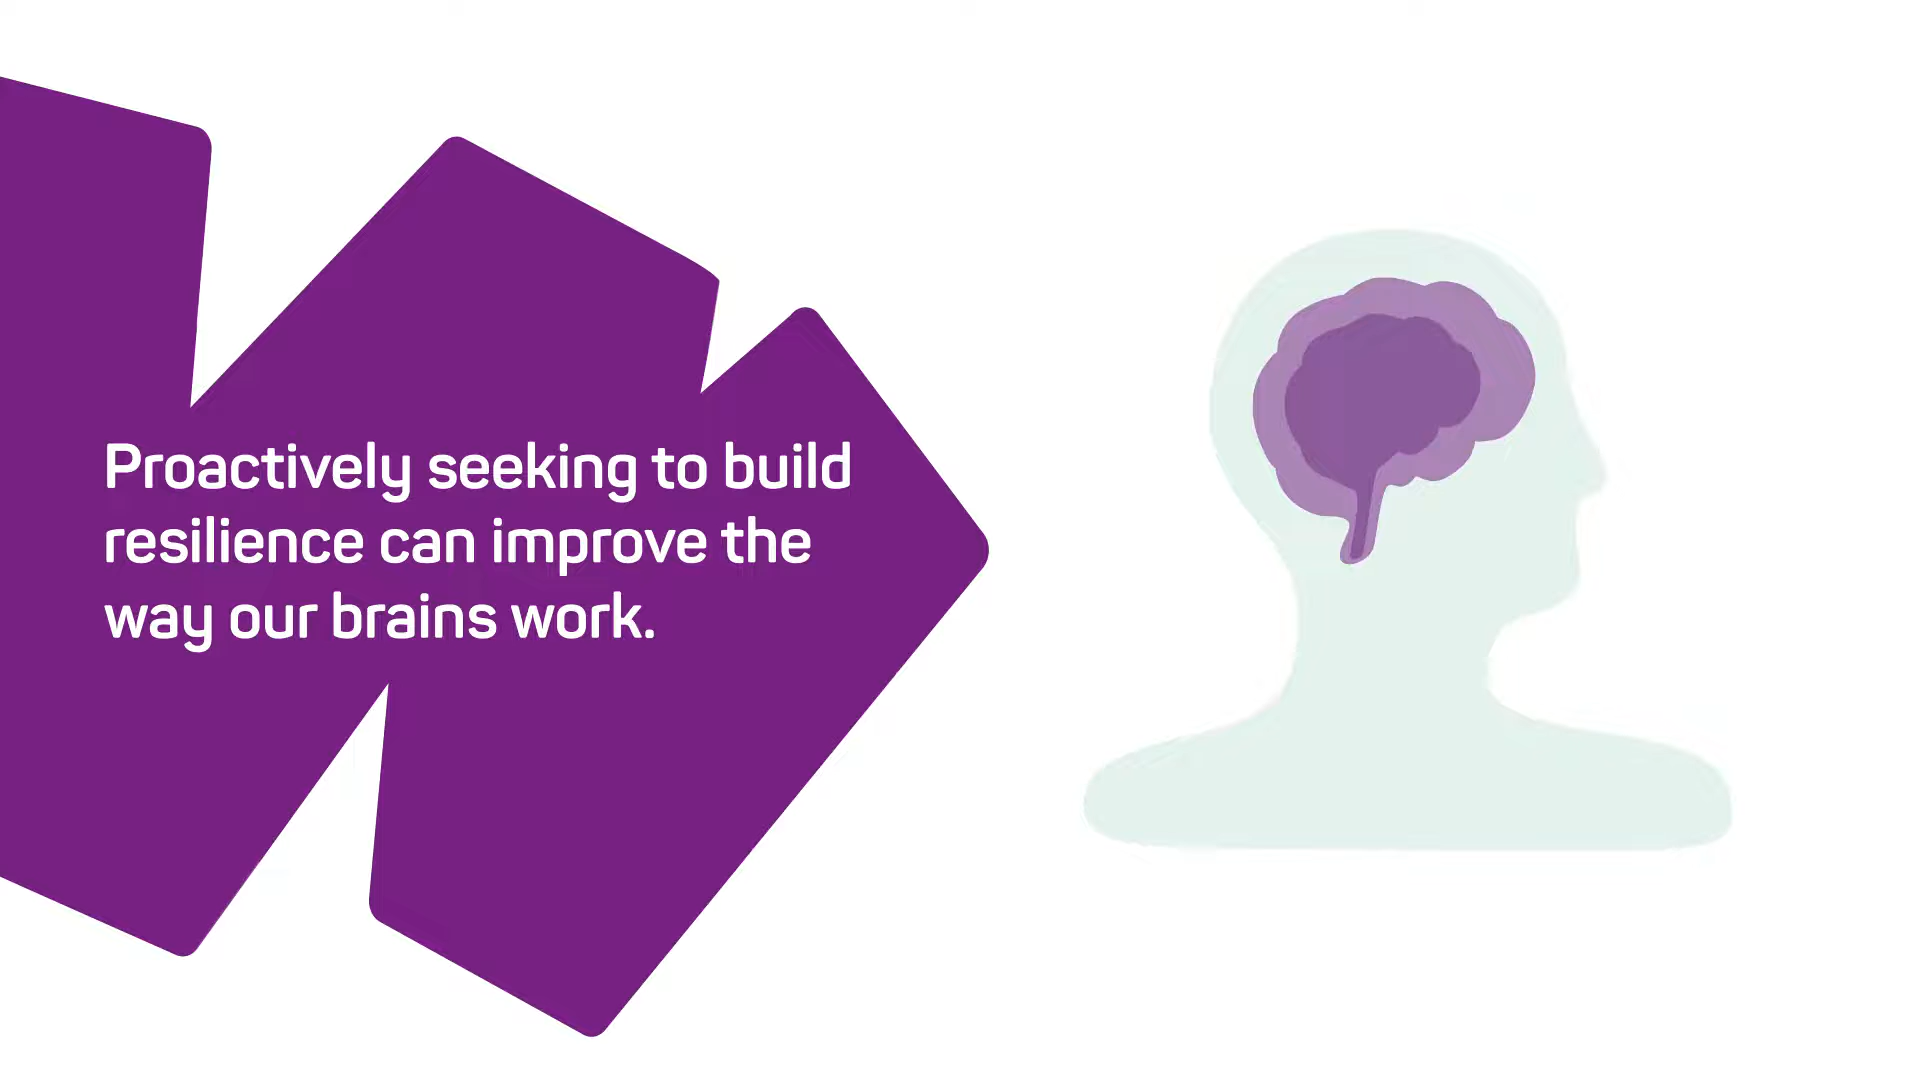 Proactively seeking to build
resilience can improve the
way our brains work.